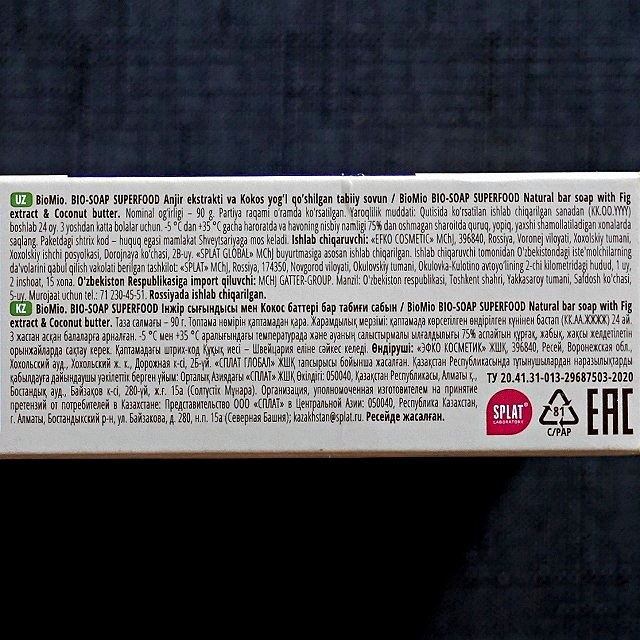 UZ BioMio. BIO-SOAP SUPERFOOD Anjir ekstrakti va Kokos yog'I qo'shilgan tabiiy sovun / BioMio. BIO-SOAP SUPERFOOD Natural bar soap with Fig
extract & Coconut butter. Nominal og'irligi – 90 g. Partiya raqami o'ramda ko'rsatilgan. Yaroqlilik muddati: Qutisida ko'rsatilgan ishlab chiqarilgan sanadan (KK.OO.YYYY)
boshlab 24 oy. 3 yoshdan katta bolalar uchun. -5 °C dan +35 °C gacha haroratda va havoning nisbiy namligi 75% dan oshmagan sharoitda quruq, yopiq, yaxshi shamollatiladigan xonalarda
saqlang. Paketdagi shtrix kod – huquq egasi mamlakat Shveytsariyaga mos keladi. Ishlab chiqaruvchi: «EFKO COSMETIC» MChJ, 396840, Rossiya, Voronej viloyati, Xoxolskiy tumani,
Xoxolskiy ishchi posyolkasi, Dorojnaya ko'chasi, 2B-uy. «SPLAT GLOBAL» MChJ buyurtmasiga asosan ishlab chiqarilgan. Ishlab chiqaruvchi tomonidan O'zbekistondagi iste'molchilarning
da'volarini qabul qilish vakolati berilgan tashkilot: «SPLAT» MChJ, Rossiya, 174350, Novgorod viloyati, Okulovskiy tumani, Okulovka-Kulotino avtoyo'lining 2-chi kilometridagi hudud, 1 uy,
2 inshoat, 15 xona. O'zbekiston Respublikasiga import qiluvchi: MCHJ GATTER-GROUP. Manzil: O'zbekiston respublikasi, Toshkent shahri, Yakkasaroy tumani, Saldosh ko'chasi,
5-uy. Murojaat uchun tel.: 71 230-45-51. Rossiyada ishlab chiqarilgan.
KZ BioMio. BIO-SOAP SUPERFOOD Інжір сығындысы мен Кокос баттері бар табиғи сабын / BioMio BIO-SOAP SUPERFOOD Natural bar soap with Fig
extract & Coconut butter. Таза салмағы – 90 г. Топтама нөмірін қаптамадан қара. Жарамдылық мерзімі: қаптамада көрсетілген өндірілген күнінен бастап (КК.АА.ЖЖЖЖ) 24 ай.
3 жастан асқан балаларға арналған. -5 °С мен +35 °С аралығындағы температурада және ауаның салыстырмалы ылғалдылығы 75% аспайтын құрғақ, жабық, жақсы желдетілетін
орынжайларда сақтау керек. Қаптамадағы штрих-код Құқық иесі – Швейцария еліне сәйкес келеді. Өндіруші: «ЭФКО КОСМЕТИК» ЖШҚ, 396840, Ресей, Воронежская обл.,
Хохольский ауд., Хохольский ж. к., Дорожная к-сі, 2Б-үй. «СПЛАТ ГЛОБАЛ» ЖШҚ тапсырысы бойынша жасалған. Қазақстан Республикасында тұтынушылардан наразылықтарды
қабылдауға дайындаушы уәкілеттік берген ұйым: Орталық Азиядағы «СПЛАТ» ЖШҚ Өкілдігі: 050040, Қазақстан Республикасы, Алматы қ.,
Бостандық ауд., Байзақов к-сі, 280-үй, ж.ғ. 15а (Солтүстік Мұнара). Организация, уполномоченная изготовителем на принятие
претензий от потребителей в Казахстане: Представительство ООО «СПЛАТ» в Центральной Азии: 050040, Республика Казахстан,
г. Алматы, Бостандыкский р-н, ул. Байзакова, д. 280, н.п. 15а (Северная Башня); kazakhstan@splat.ru. Ресейде жасалған.
ТУ 20.41.31-013-29687503-2020
SPLAT
LABORATORY
81
C/PAP
EAC